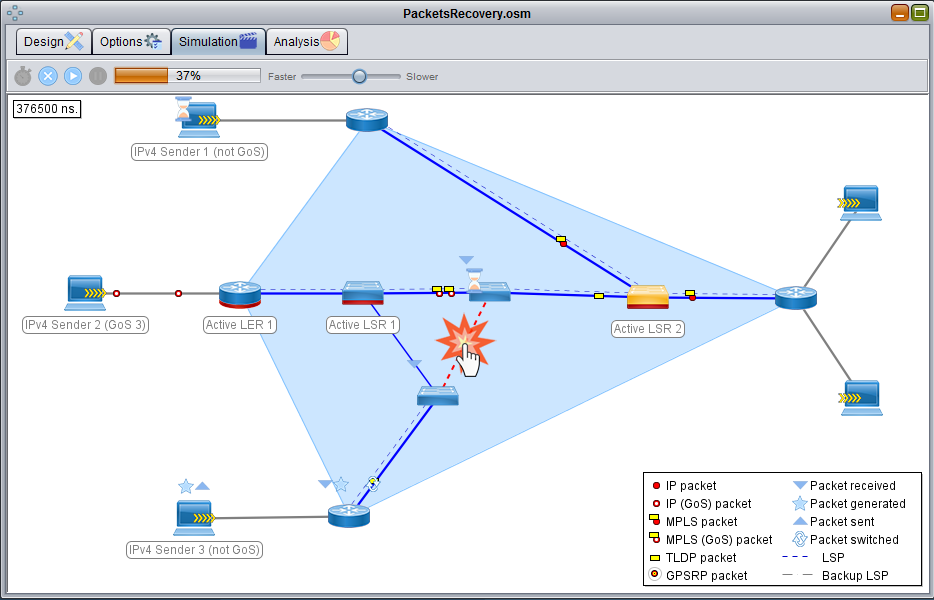 PacketsRecovery.osm
Design
Options
Simulation
Analysis
37%
Faster
Slower
376500 ns.
IPv4 Sender 1 (not GoS)
IPv4 Sender 2 (GoS 3)
Active LER 1
Active LSR 1
Active LSR 2
IPv4 Sender 3 (not GoS)
IP packet
Packet received
IP (GoS) packet
Packet generated
MPLS packet
Packet sent
MPLS (GoS) packet
Packet switched
TLDP packet
LSP
GPSRP packet
Backup LSP